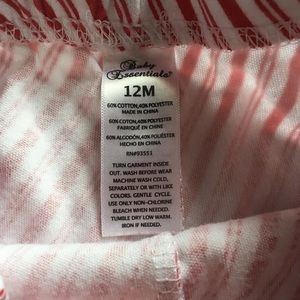 Baby
Essentials®
12M
60%COTTON,40%POLYESTER
MADE IN CHINA
60%COTTON,40%POLYESTER
FABRIQUÉ EN CHINE
60%ALGODÓN,40%POLIÉSTER
HECHO EN CHINA
RN#93551
TURN GARMENT INSIDE
OUT. WASH BEFORE WEAR
MACHINE WASH COLD,
SEPARATELY OR WITH LIKE
COLORS. GENTLE CYCLE.
USE ONLY NON-CHLORINE
BLEACH WHEN NEEDED.
TUMBLE DRY LOW WARM.
IRON IF NEEDED.